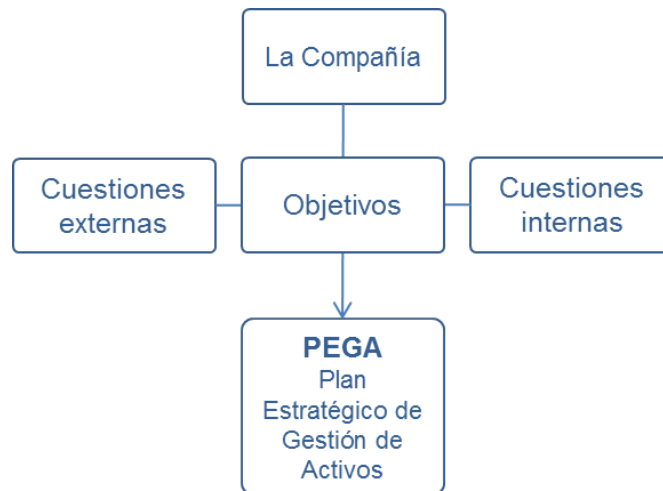 La Compañía
Cuestiones
externas
Objetivos
Cuestiones
internas
PEGA
Plan
Estratégico de
Gestión de
Activos